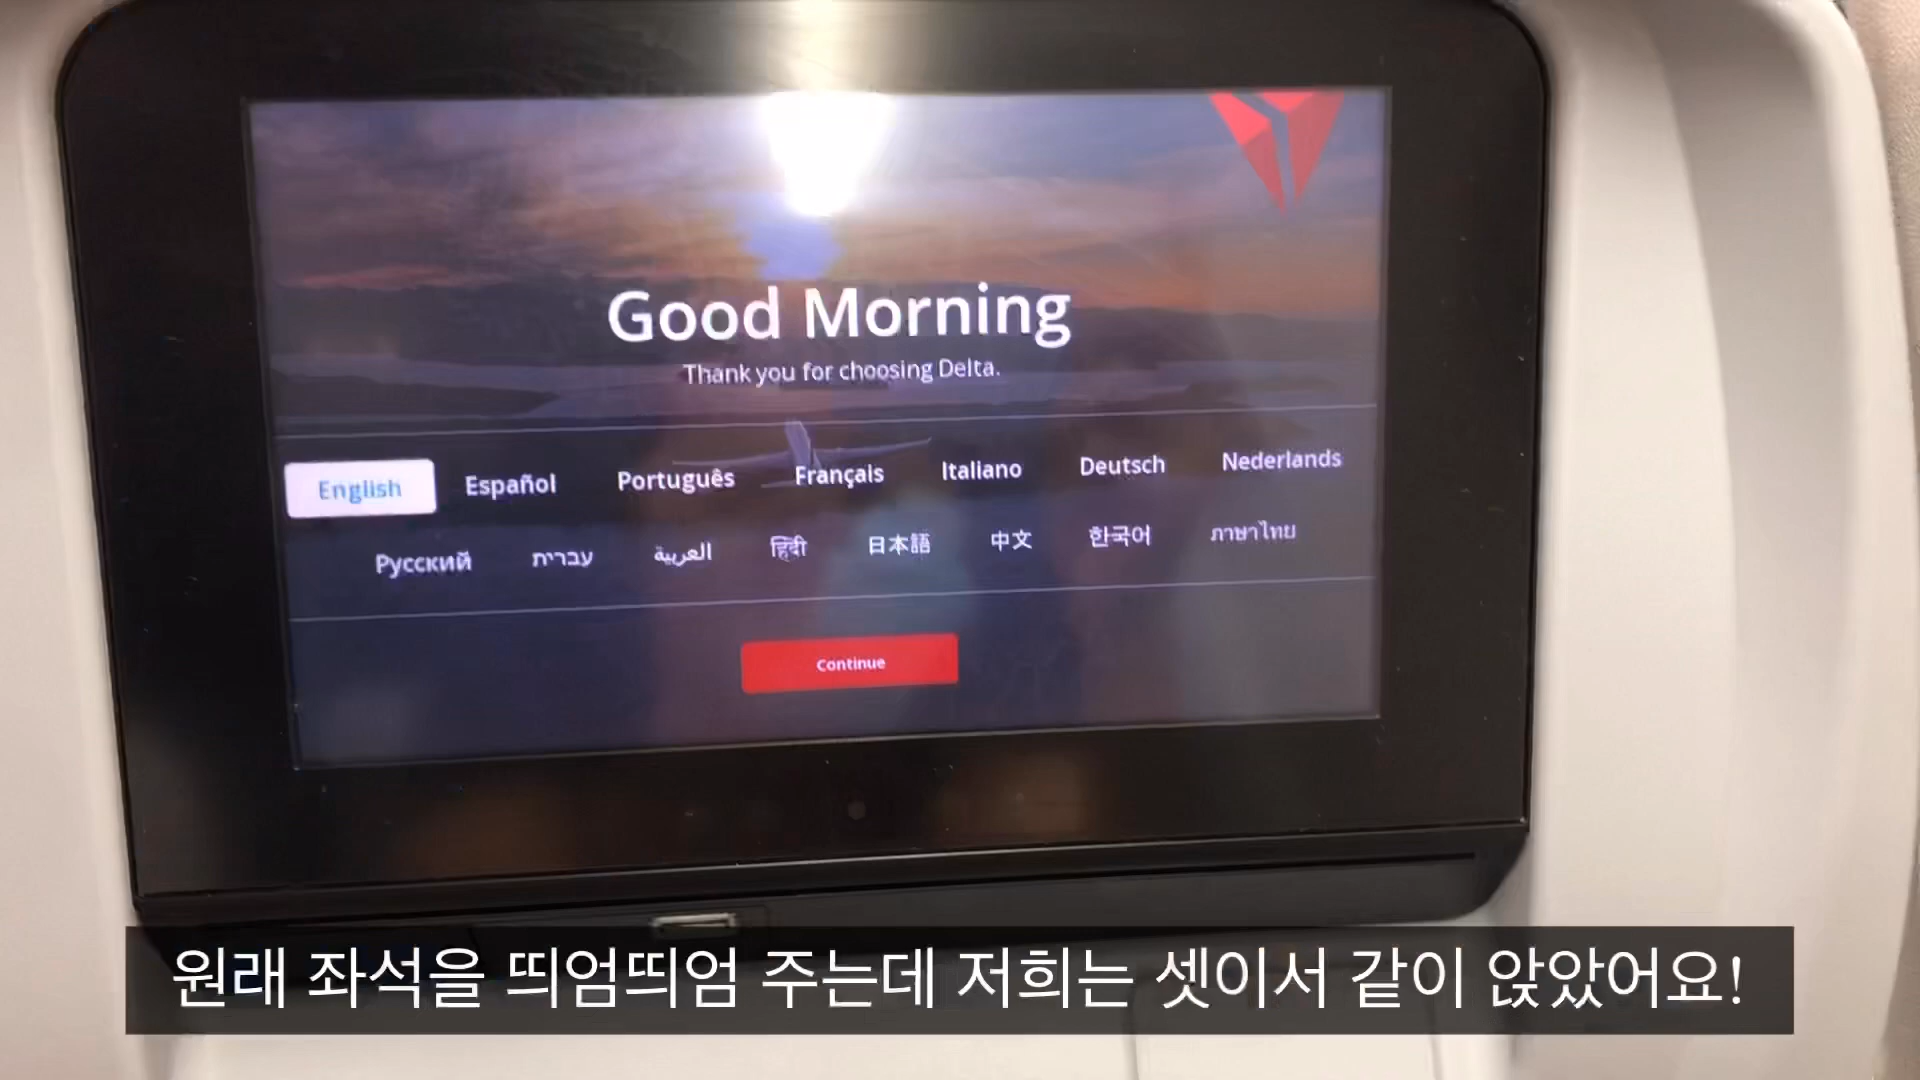 Good Morning
Thank you for choosing Delta.
English Español Português Français Italiano Deutsch Nederlands
Русский עברית العربية हिंदी 日本語 中文 한국어 ภาษาไทย
Continue
원래 좌석을 띄엄띄엄 주는데 저희는 셋이서 같이 앉았어요!